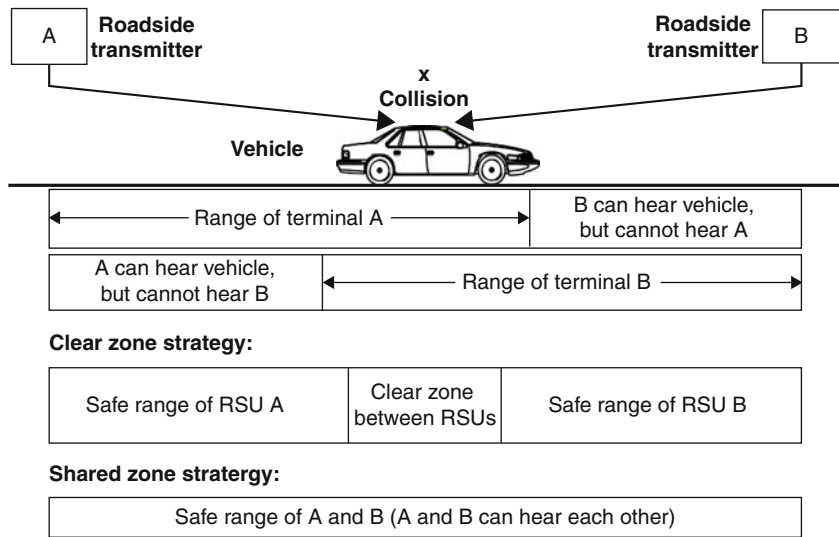 A
Roadside
transmitter
Roadside
transmitter
B
x
Collision
Vehicle
Range of terminal A
B can hear vehicle,
but cannot hear A
A can hear vehicle,
but cannot hear B
Range of terminal B
Clear zone strategy:
Safe range of RSU A
Clear zone
between RSUs
Safe range of RSU B
Shared zone stratergy:
Safe range of A and B (A and B can hear each other)